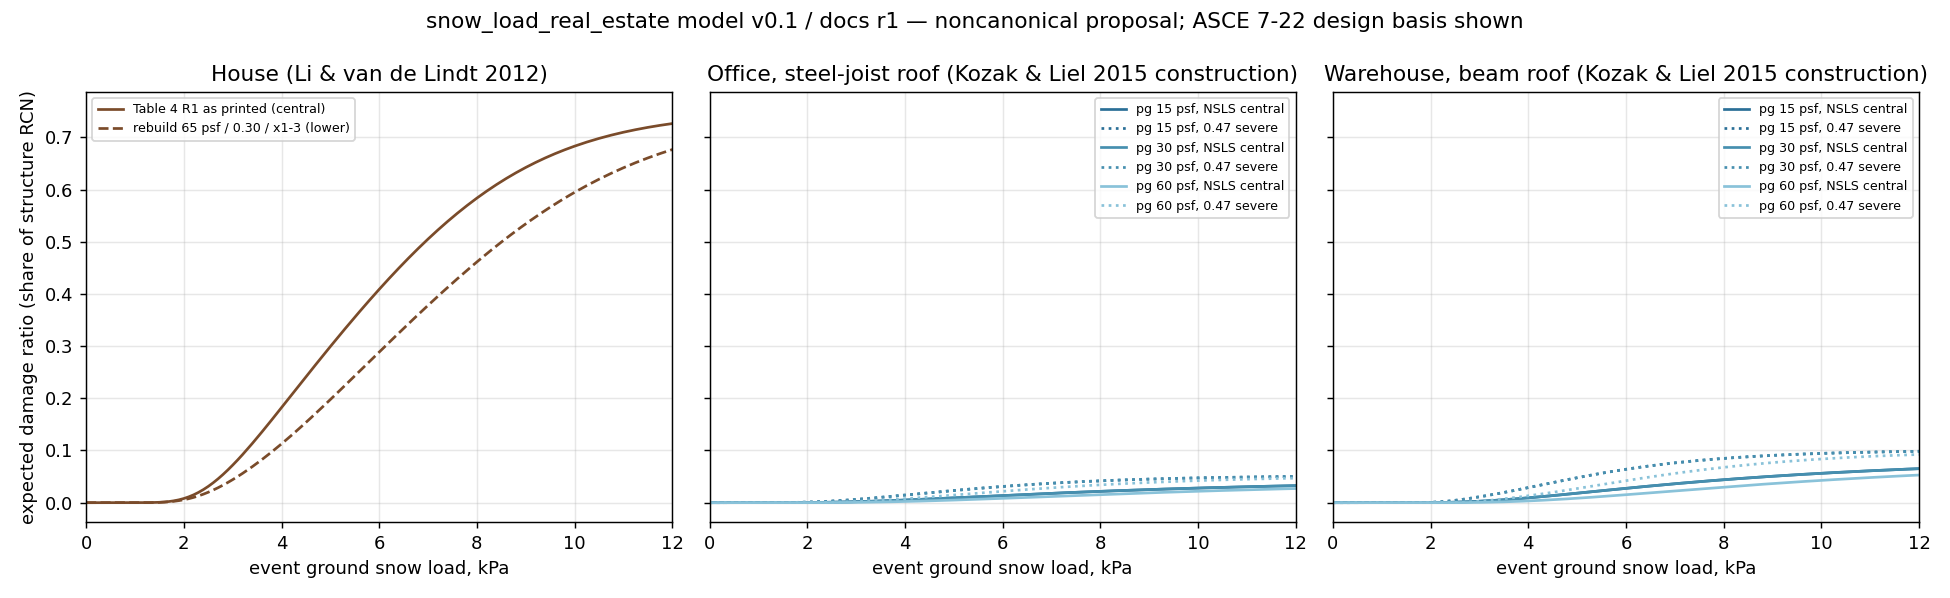 snow_load_real_estate model v0.1 / docs r1 — noncanonical proposal; ASCE 7-22 design basis shown
House (Li & van de Lindt 2012)
expected damage ratio (share of structure RCN)
0.7
0.6
0.5
0.4
0.3
0.2
0.1
0.0
Table 4 R1 as printed (central)
rebuild 65 psf / 0.30 / x1-3 (lower)
0 2 4 6 8 10 12
event ground snow load, kPa
Office, steel-joist roof (Kozak & Liel 2015 construction)
pg 15 psf, NSLS central
pg 15 psf, 0.47 severe
pg 30 psf, NSLS central
pg 30 psf, 0.47 severe
pg 60 psf, NSLS central
pg 60 psf, 0.47 severe
0 2 4 6 8 10 12
event ground snow load, kPa
Warehouse, beam roof (Kozak & Liel 2015 construction)
pg 15 psf, NSLS central
pg 15 psf, 0.47 severe
pg 30 psf, NSLS central
pg 30 psf, 0.47 severe
pg 60 psf, NSLS central
pg 60 psf, 0.47 severe
0 2 4 6 8 10 12
event ground snow load, kPa